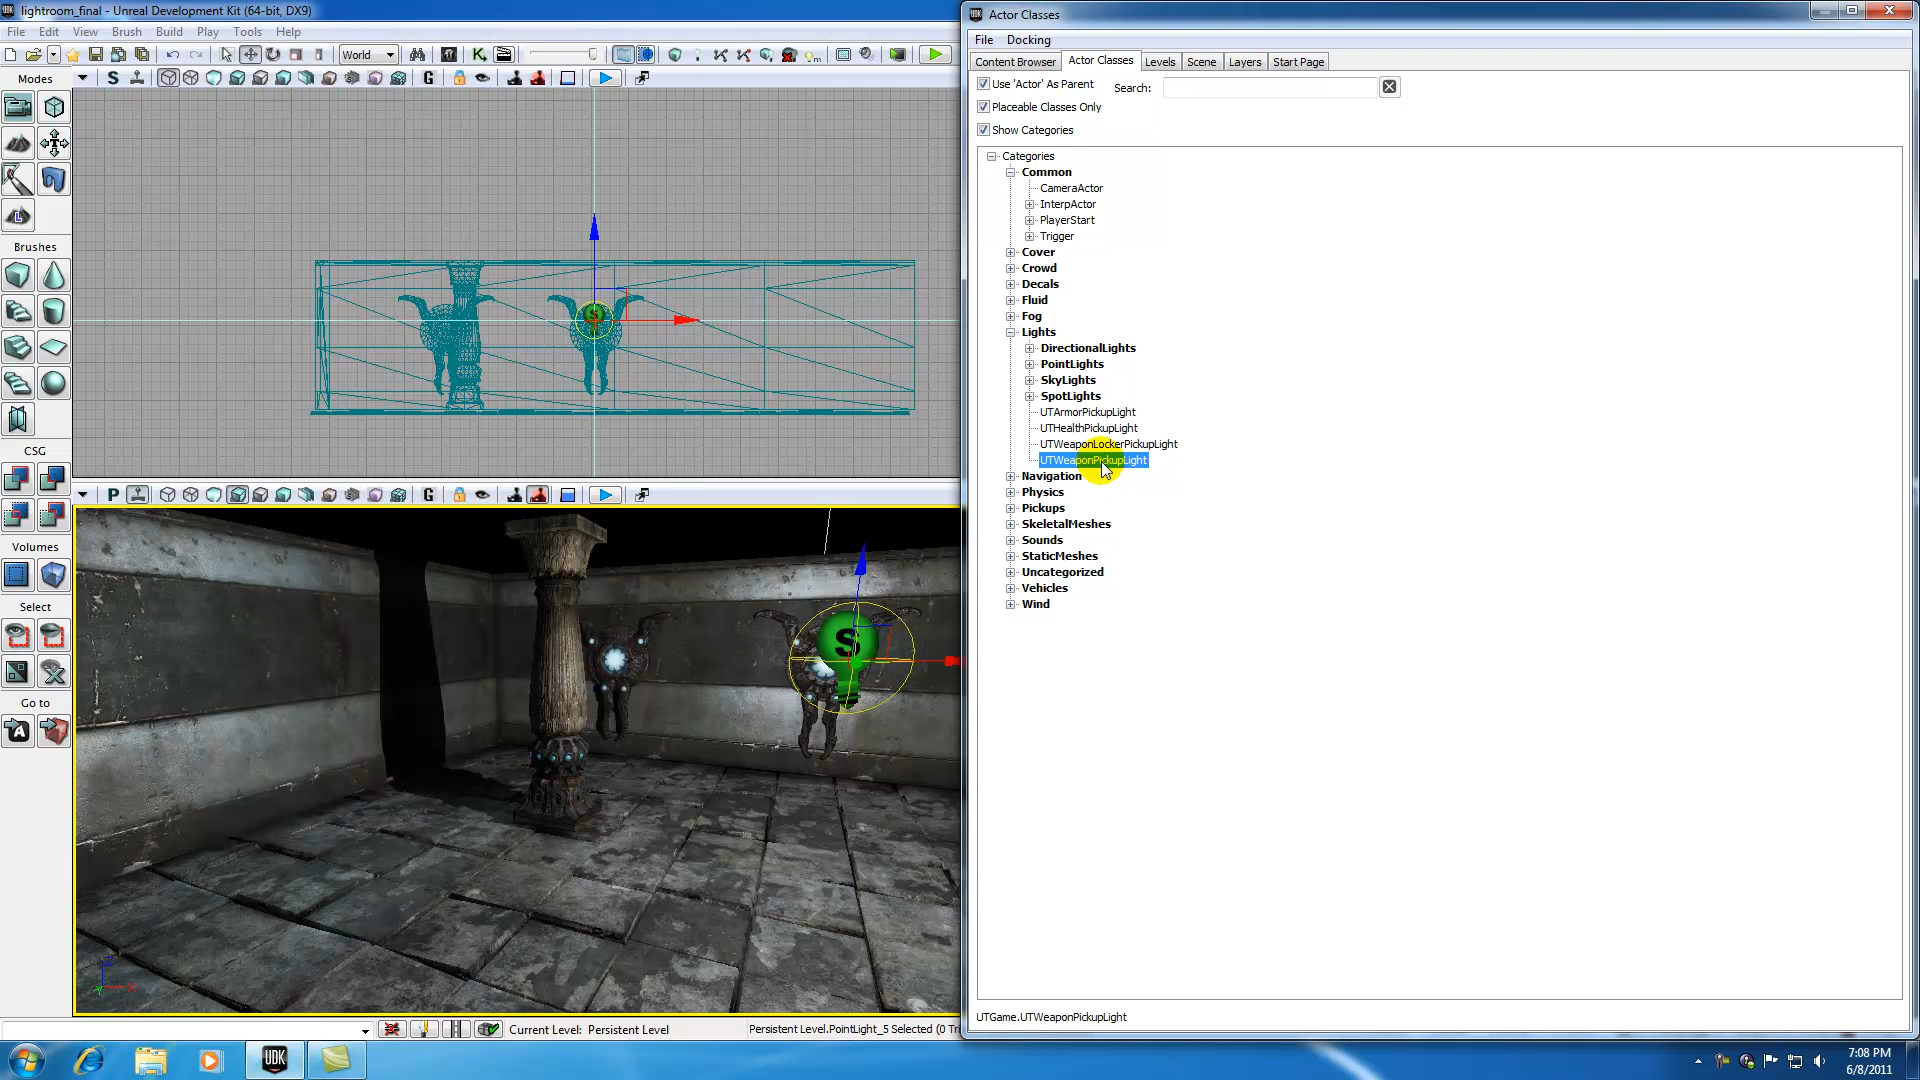 lightroom_final - Unreal Development Kit (64-bit, DX9)
File Edit View Brush Build Play Tools Help
World
Modes
Brushes
CSG
Volumes
Select
Go to
S
G
P
G
S
S
Current Level: Persistent Level
Persistent Level.PointLight_5 Selected (0 Tri
Actor Classes
File Docking
Content Browser Actor Classes Levels Scene Layers Start Page
Use 'Actor' As Parent
Search:
Placeable Classes Only
Show Categories
Categories
Common
CameraActor
InterpActor
PlayerStart
Trigger
Cover
Crowd
Decals
Fluid
Fog
Lights
DirectionalLights
PointLights
SkyLights
SpotLights
UTArmorPickupLight
UTHealthPickupLight
UTWeaponLockerPickupLight
UTWeaponPickupLight
Navigation
Physics
Pickups
SkeletalMeshes
Sounds
StaticMeshes
Uncategorized
Vehicles
Wind
UTGame.UTWeaponPickupLight
UDK
7:08 PM
6/8/2011